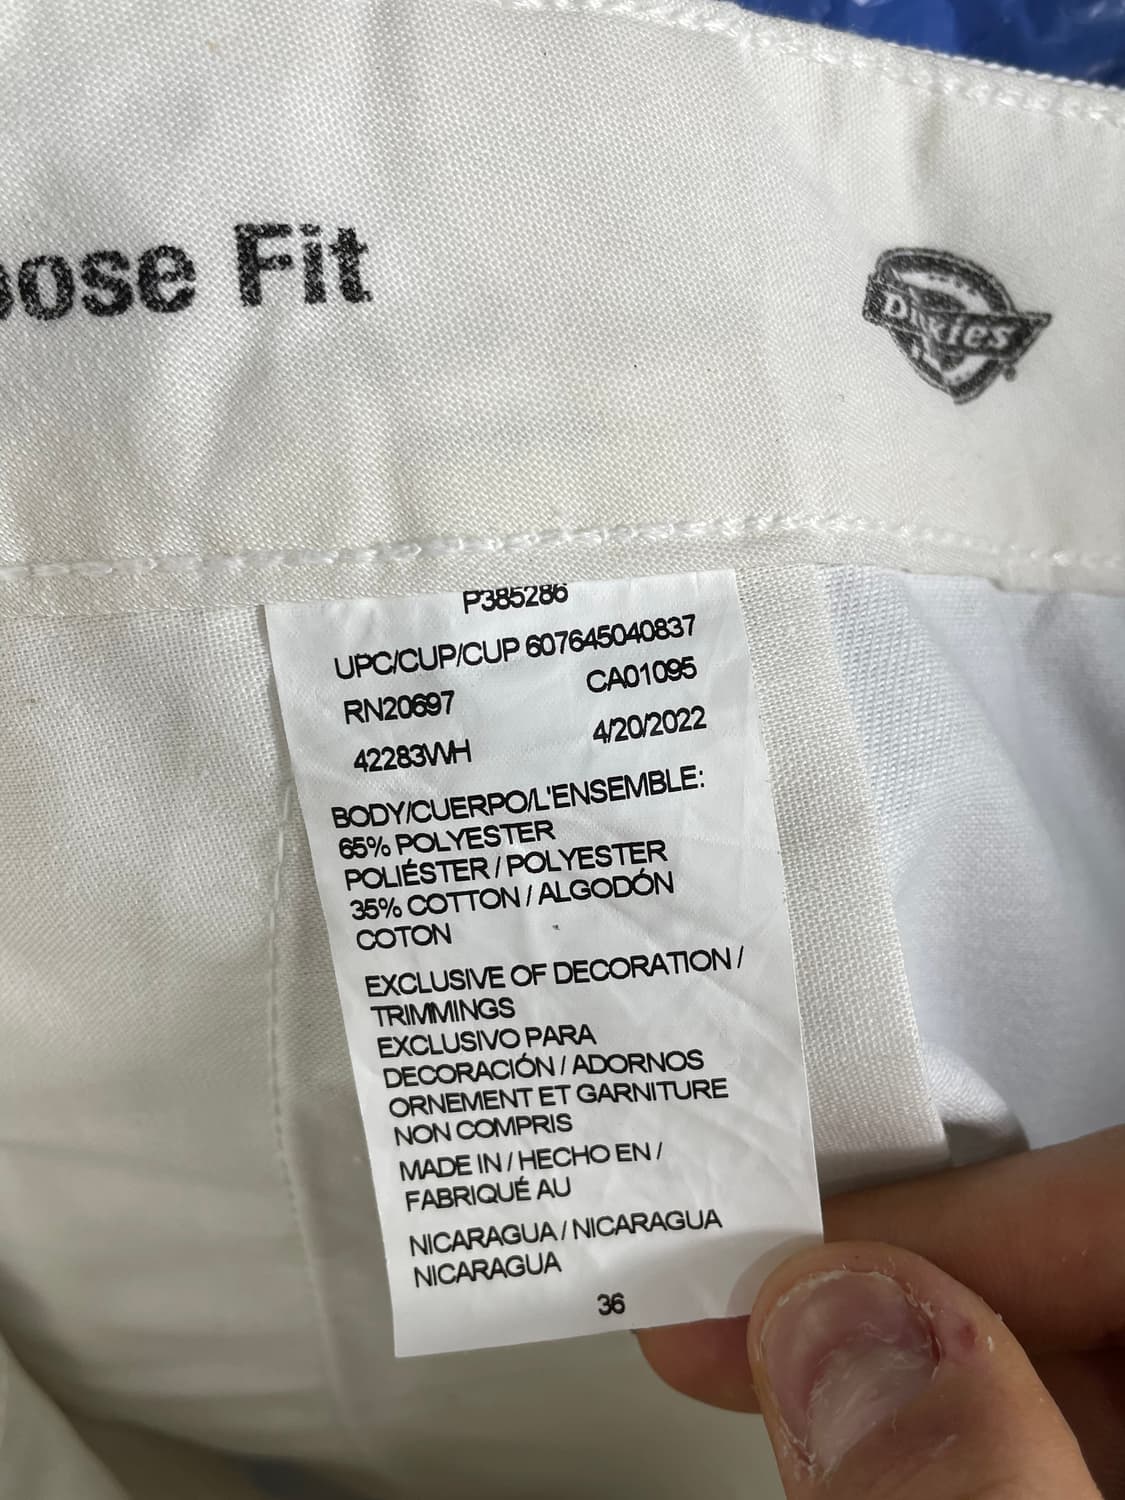 Fit
Dickies
P385286
UPC/CUP/CUP 607645040837
RN20697 CA01095
42283WH 4/20/2022
BODY/CUERPO/L'ENSEMBLE:
65% POLYESTER
POLIÉSTER / POLYESTER
35% COTTON / ALGODÓN
COTON
EXCLUSIVE OF DECORATION /
TRIMMINGS
EXCLUSIVO PARA
DECORACIÓN / ADORNOS
ORNEMENT ET GARNITURE
NON COMPRIS
MADE IN / HECHO EN /
FABRIQUÉ AU
NICARAGUA / NICARAGUA
NICARAGUA
36